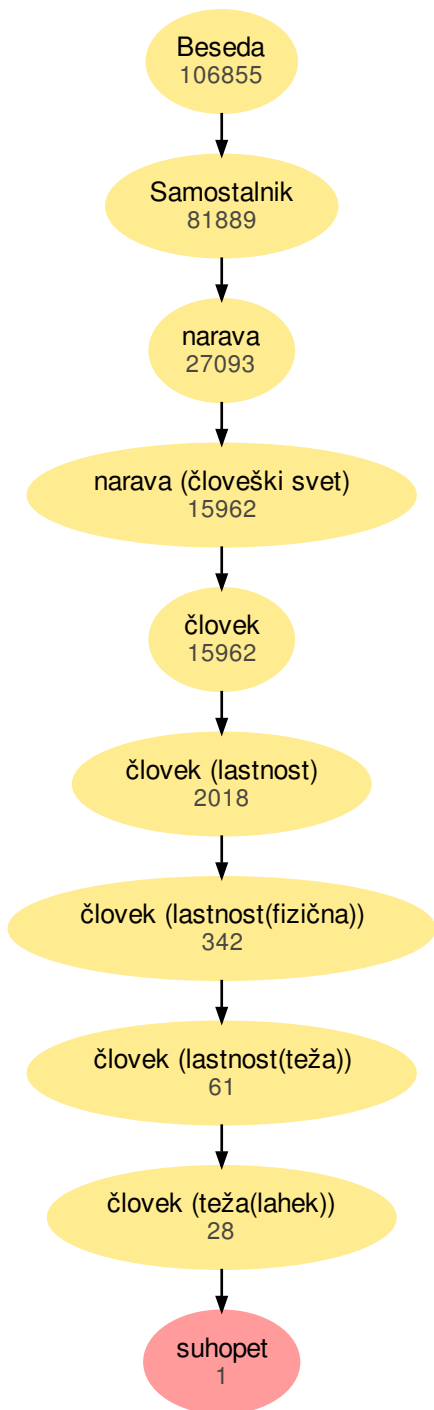 Beseda
106855
Samostalnik
81889
narava
27093
narava (človeški svet)
15962
človek
15962
človek (lastnost)
2018
človek (lastnost(fizična))
342
človek (lastnost(teža))
61
človek (teža(lahek))
28
suhopet
1